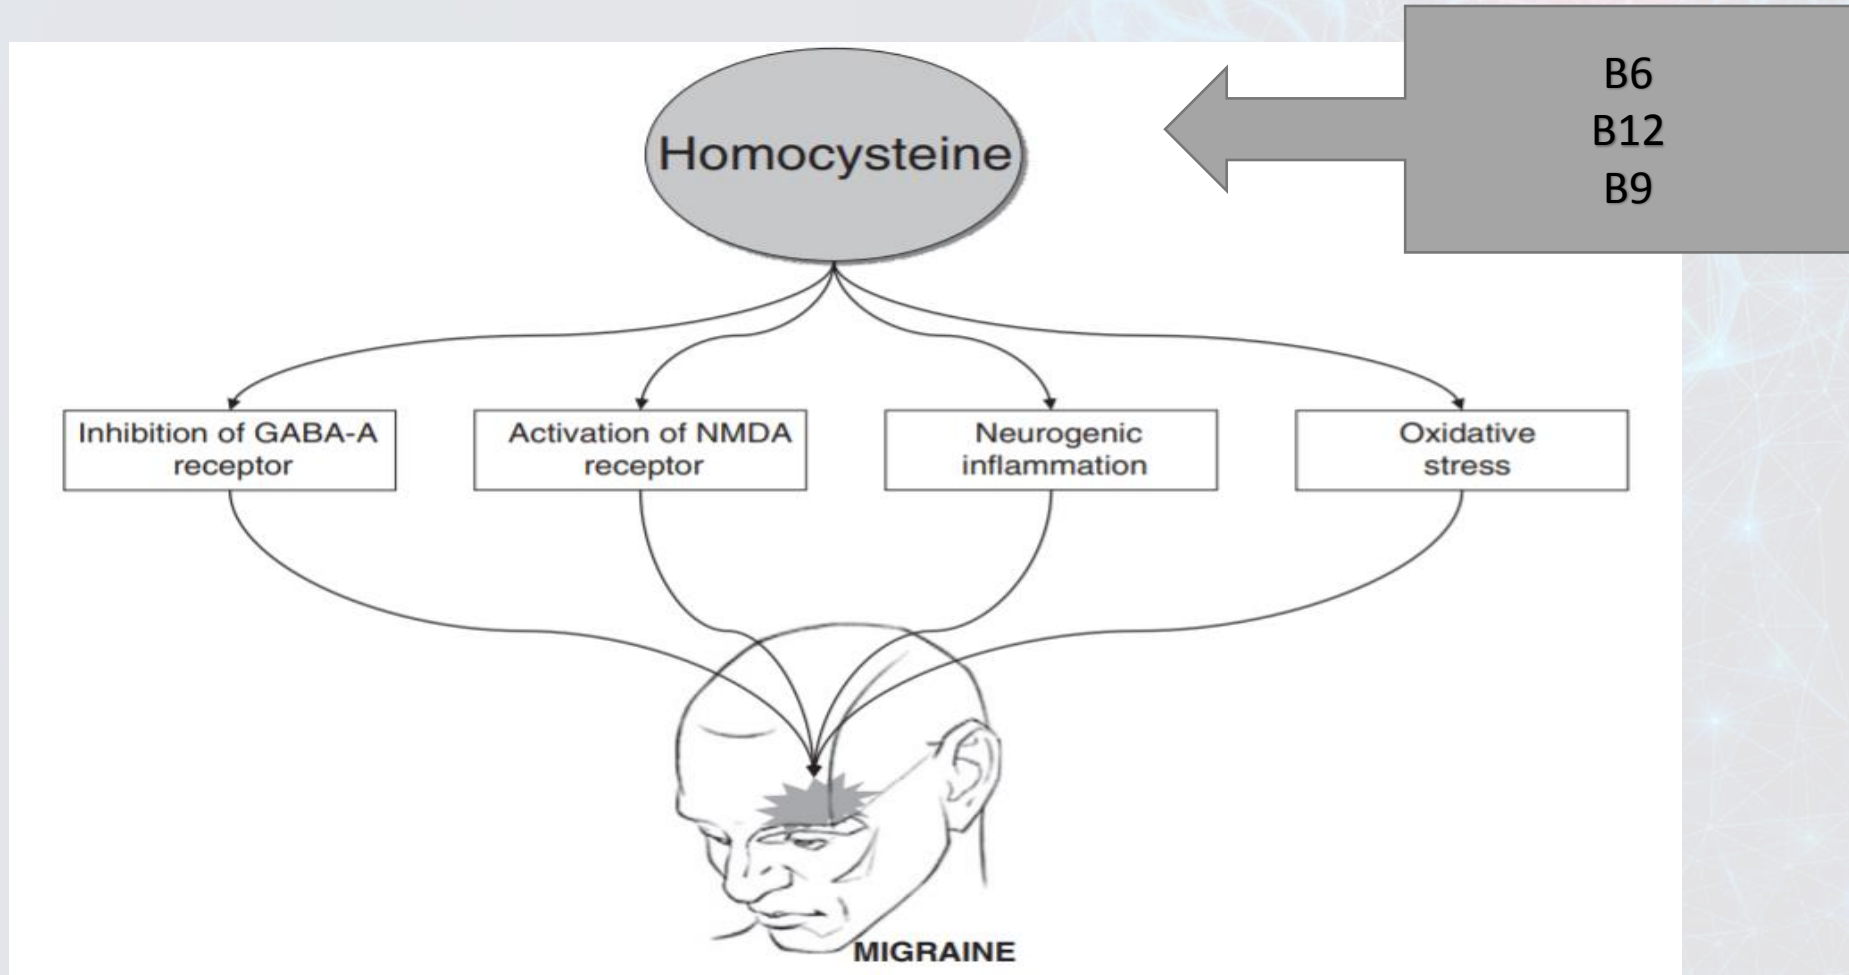 B6
B12
B9
Homocysteine
Inhibition of GABA-A
receptor
Activation of NMDA
receptor
Neurogenic
inflammation
Oxidative
stress
MIGRAINE